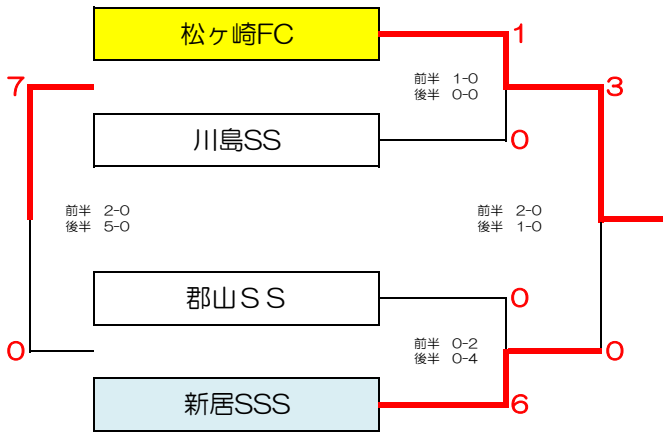 松ヶ崎FC
1
前半 1-0
後半 0-0
7
3
川島SS
0
前半 2-0
後半 5-0
前半 2-0
後半 1-0
郡山SS
0
前半 0-2
後半 0-4
0
0
新居SSS
6